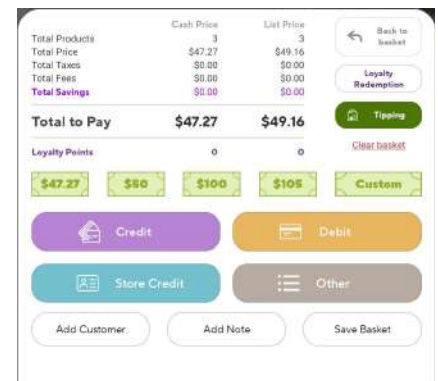 Cash Price List Price
Total Products 3 3
Total Price $47.27 $49.16
Total Taxes $0.00 $0.00
Total Fees $0.00 $0.00
Total Savings $0.00 $0.00
Total to Pay $47.27 $49.16
Loyalty Points 0 0
Back to basket
Loyalty Redemption
Tipping
Clear basket
$47.27 $50 $100 $105 Custom
Credit Debit
Store Credit Other
Add Customer Add Note Save Basket